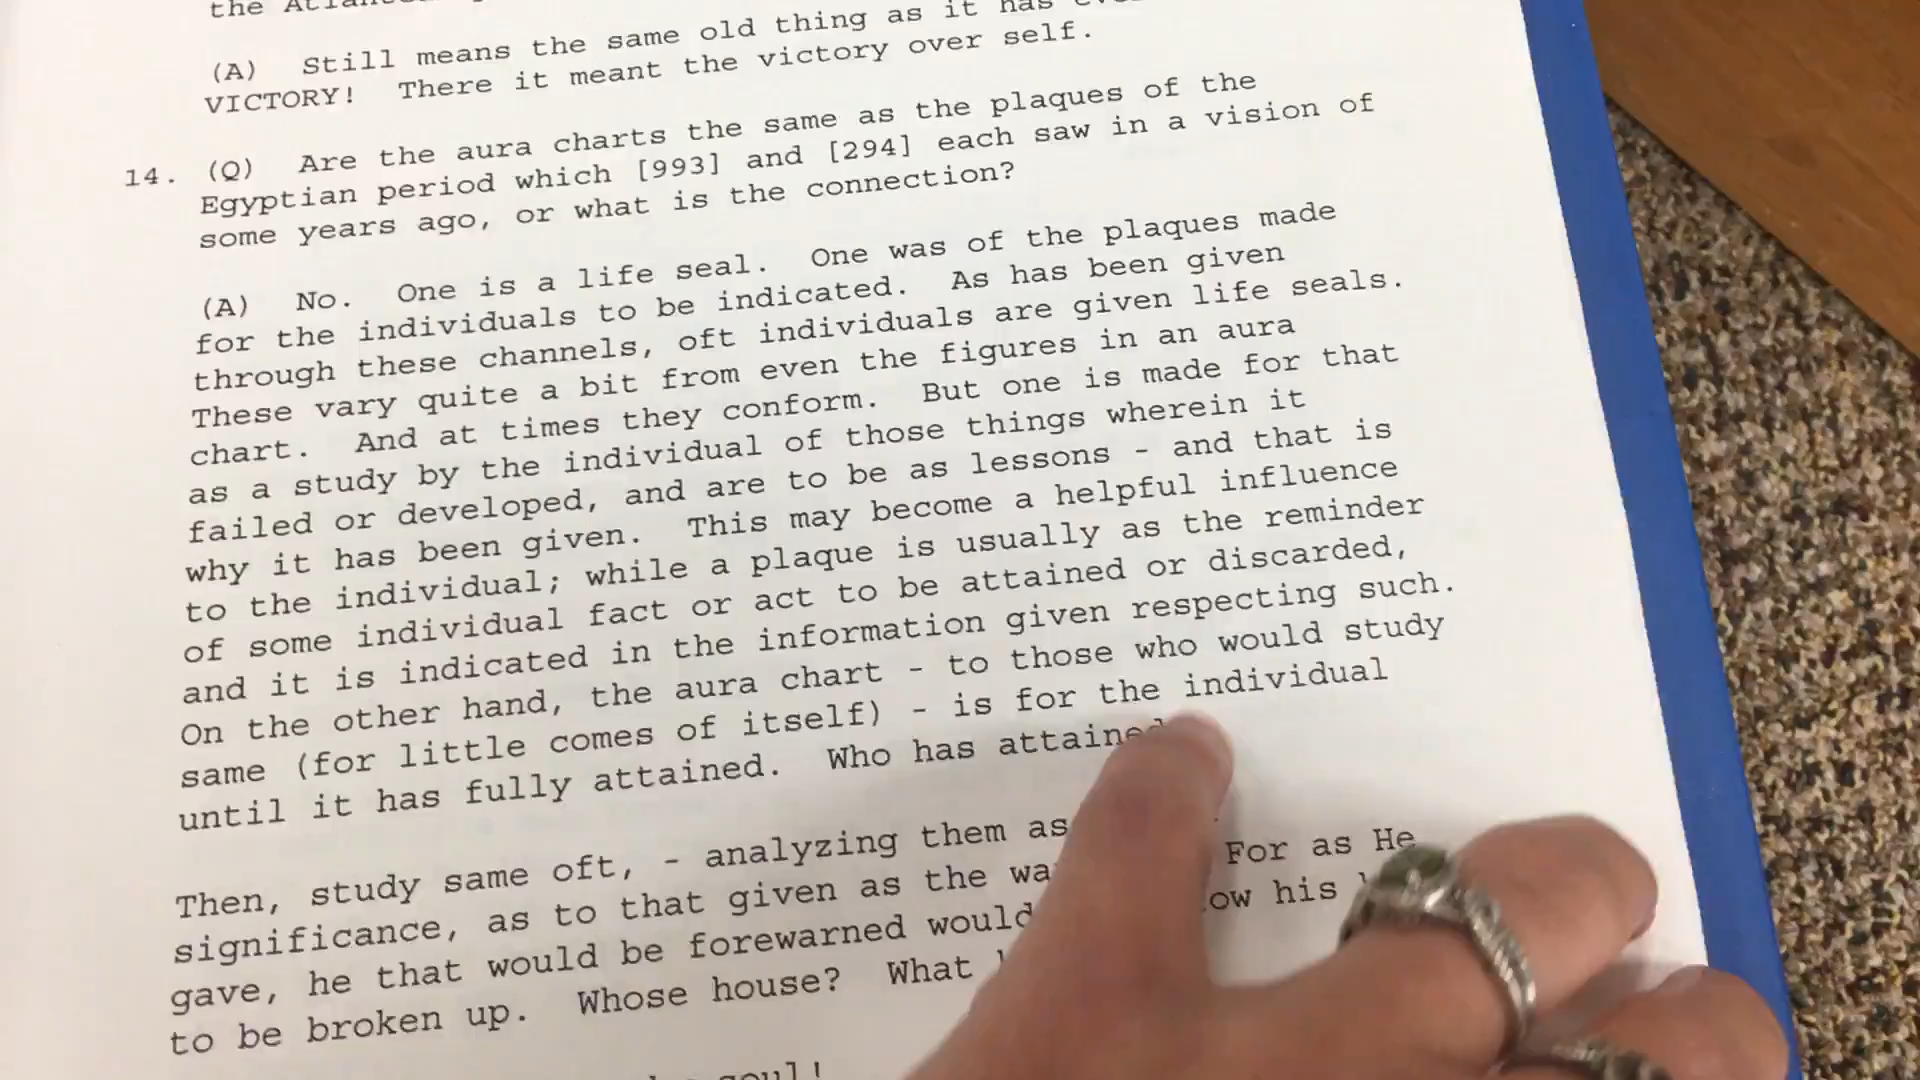 the
(A) Still means the same old thing as it has
VICTORY! There it meant the victory over self.
14. (Q) Are the aura charts the same as the plaques of the
Egyptian period which [993] and [294] each saw in a vision of
some years ago, or what is the connection?
(A) No. One is a life seal. One was of the plaques made
for the individuals to be indicated. As has been given
through these channels, oft individuals are given life seals.
These vary quite a bit from even the figures in an aura
chart. And at times they conform. But one is made for that
as a study by the individual of those things wherein it
failed or developed, and are to be as lessons - and that is
why it has been given. This may become a helpful influence
to the individual; while a plaque is usually as the reminder
of some individual fact or act to be attained or discarded,
and it is indicated in the information given respecting such.
On the other hand, the aura chart - to those who would study
same (for little comes of itself) - is for the individual
until it has fully attained. Who has attained
Then, study same oft, - analyzing them as
significance, as to that given as the For as He
gave, he that would be forewarned would his
to be broken up. Whose house? What
soul!